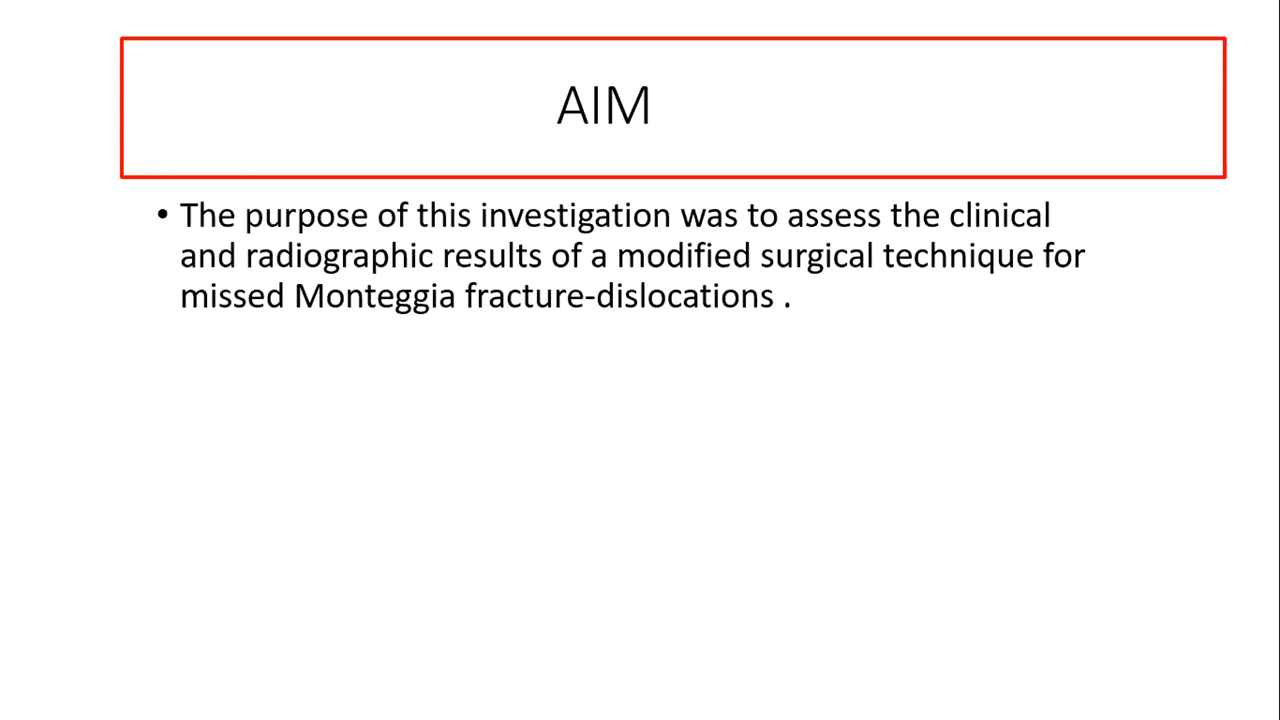 AIM
• The purpose of this investigation was to assess the clinical
and radiographic results of a modified surgical technique for
missed Monteggia fracture-dislocations .